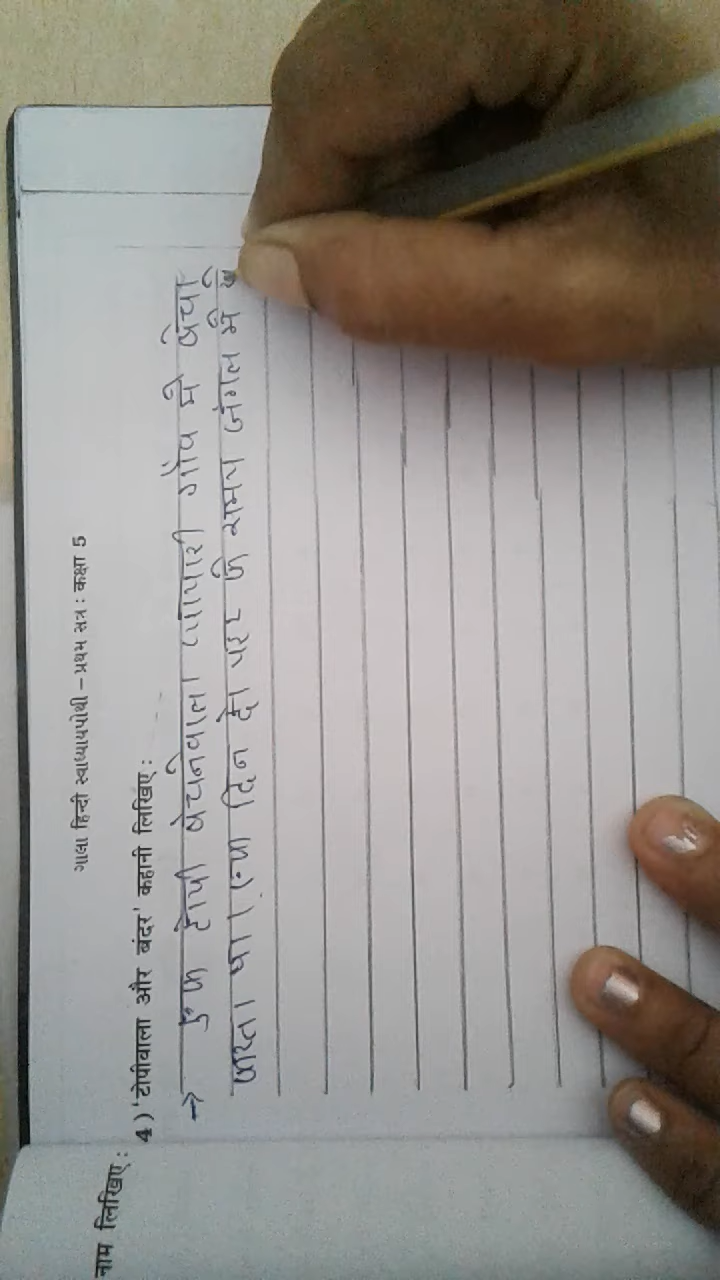 गाला हिन्दी स्वाध्यायपोथी – प्रथम सत्र : कक्षा 5
नाम लिखिए :
4) 'टोपीवाला और बंदर' कहानी लिखिए :
→ एक टोपी बेचनेवाला व्यापारी गाँव में बेचा
करता था। एक दिन दो पहर के समय जंगल में